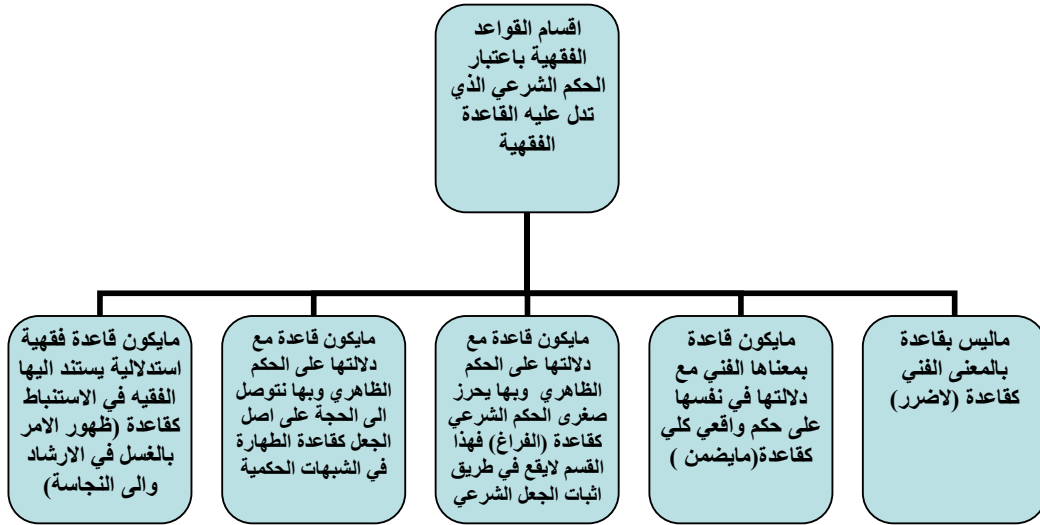 اقسام القواعد
الفقهية باعتبار
الحكم الشرعي الذي
تدل عليه القاعدة
الفقهية
ماليس بقاعدة
بالمعنى الفني
كقاعدة (لاضرر)
مايكون قاعدة
بمعناها الفني مع
دلالتها في نفسها
على حكم واقعي كلي
كقاعدة(مايضمن )
مايكون قاعدة مع
دلالتها على الحكم
الظاهري وبها يحرز
صغرى الحكم الشرعي
كقاعدة (الفراغ) فهذا
القسم لايقع في طريق
اثبات الجعل الشرعي
مايكون قاعدة مع
دلالتها على الحكم
الظاهري وبها نتوصل
الى الحجة على اصل
الجعل كقاعدة الطهارة
في الشبهات الحكمية
مايكون قاعدة فقهية
استدلالية يستند اليها
الفقيه في الاستنباط
كقاعدة (ظهور الامر
بالغسل في الارشاد
والى النجاسة)